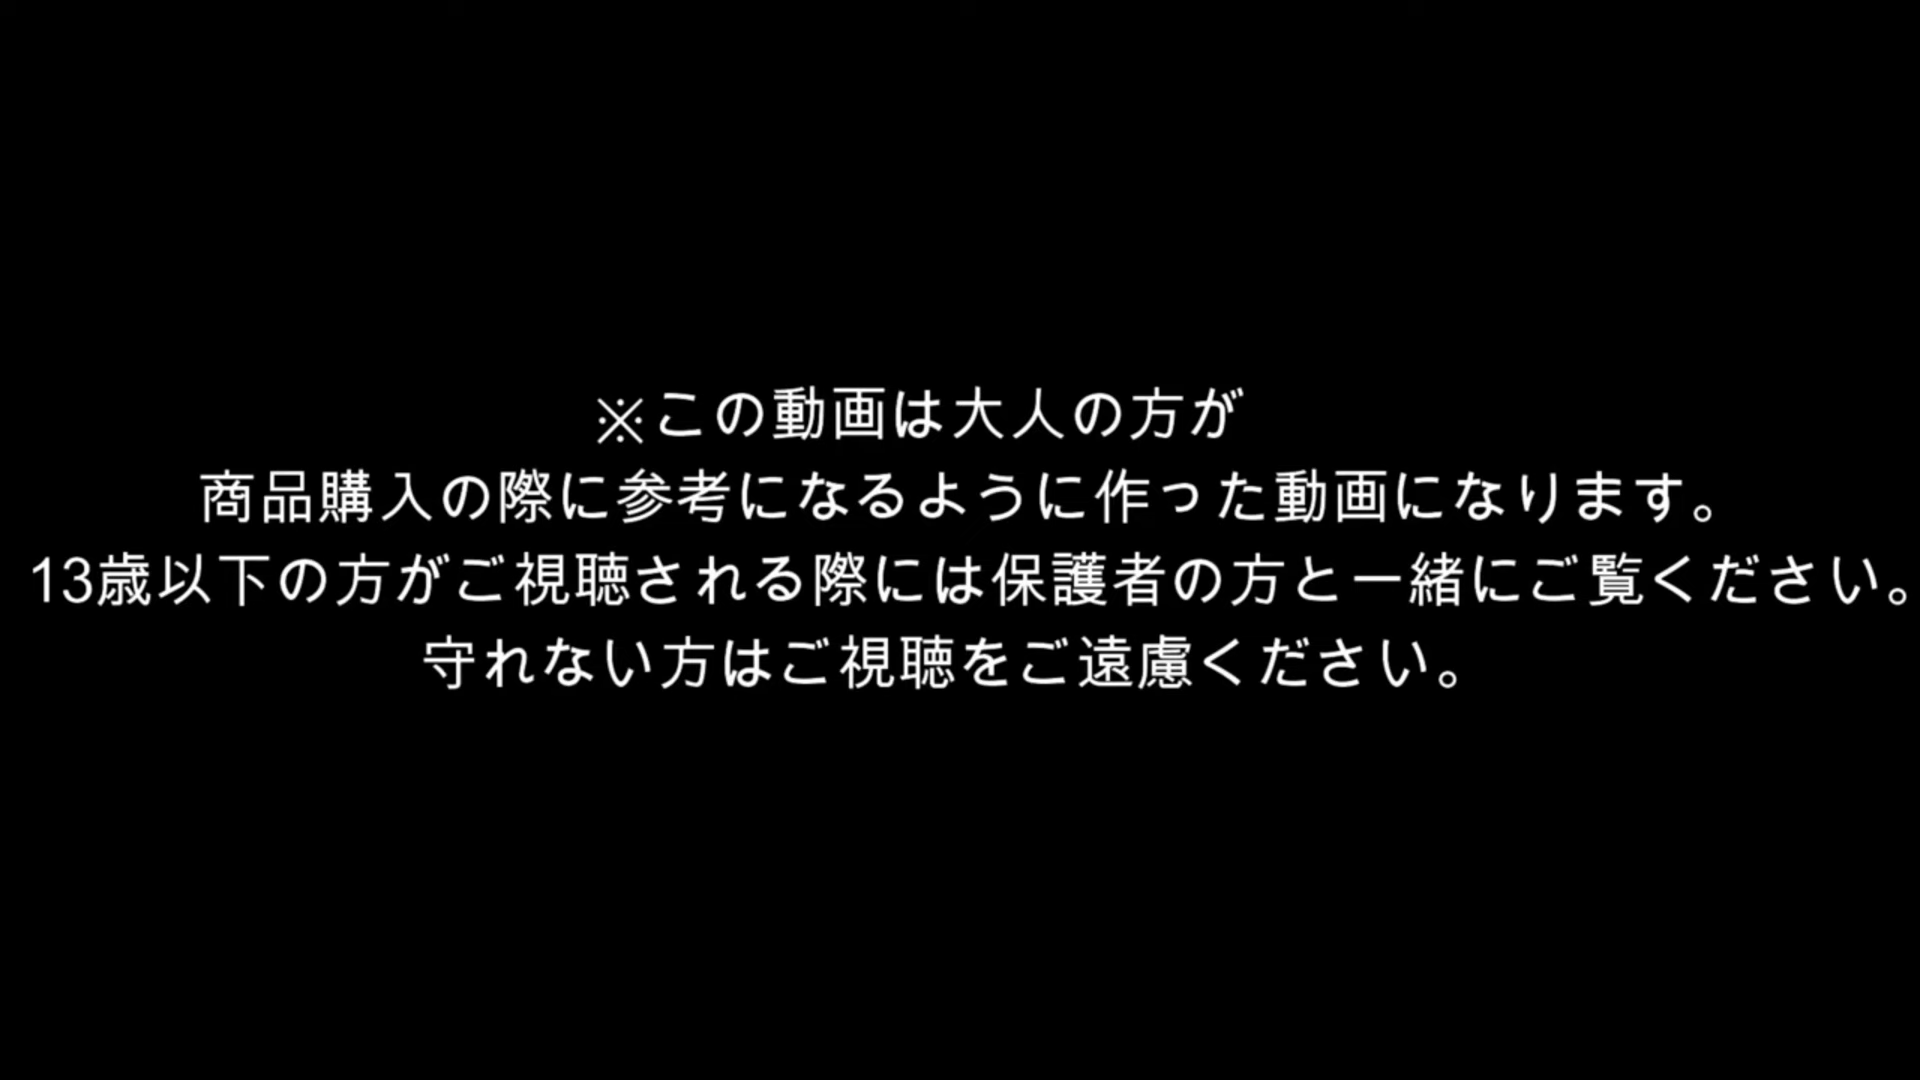 ※この動画は大人の方が
商品購入の際に参考になるように作った動画になります。
13歳以下の方がご視聴される際には保護者の方と一緒にご覧ください。
守れない方はご視聴をご遠慮ください。